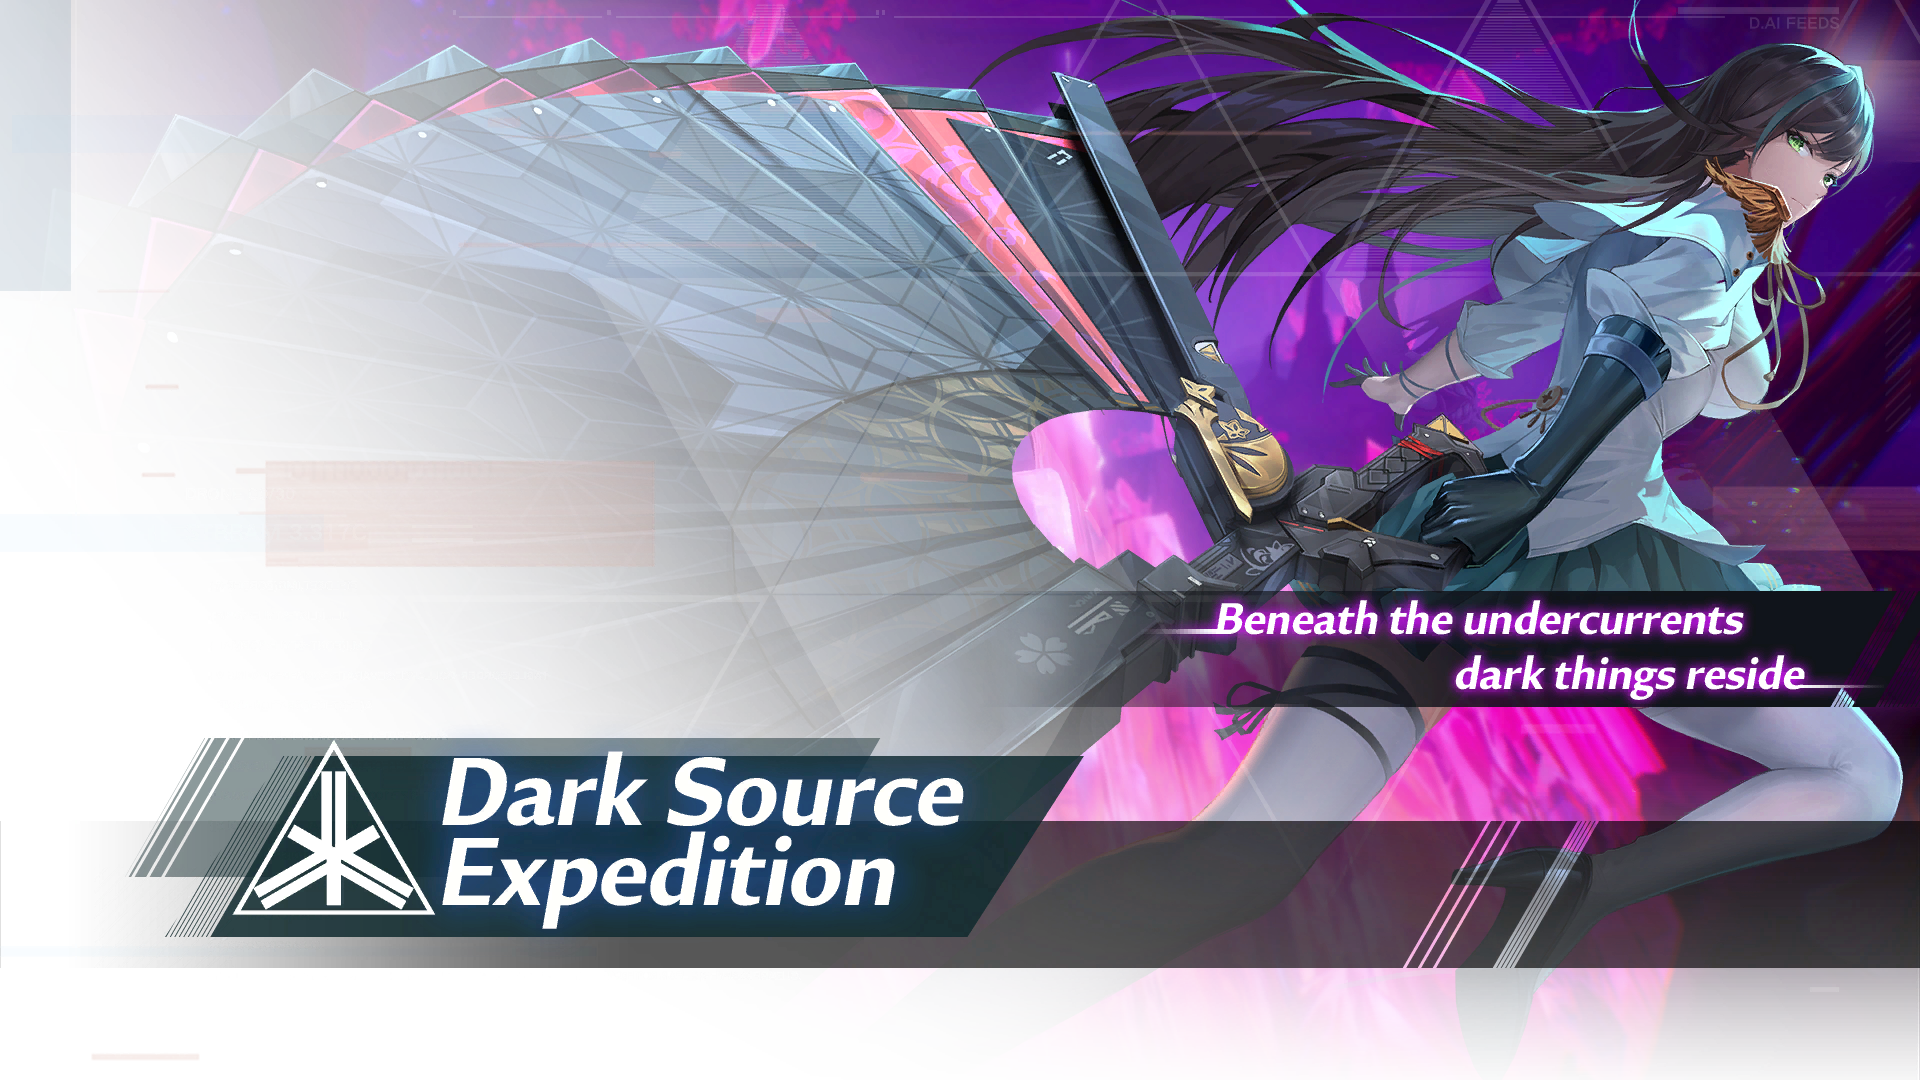 D.AI FEEDS
Beneath the undercurrents
dark things reside
Dark Source
Expedition